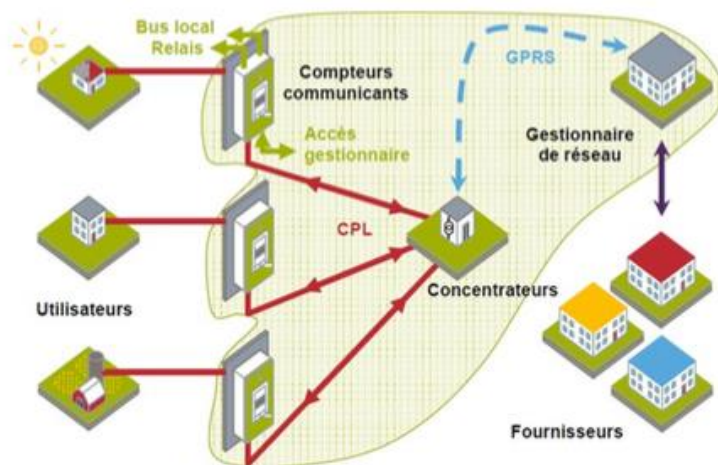 Bus local
Relais
Compteurs
communicants
GPRS
Accès
gestionnaire
Gestionnaire
de réseau
CPL
Utilisateurs
Concentrateurs
Fournisseurs